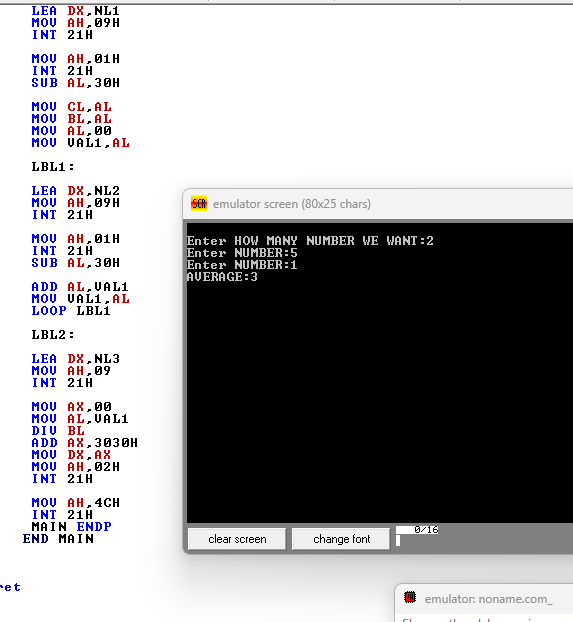 LEA DX,NL1
MOV AH,09H
INT 21H
MOV AH,01H
INT 21H
SUB AL,30H
MOV CL,AL
MOV BL,AL
MOV AL,00
MOV VAL1,AL
LBL1:
LEA DX,NL2
MOV AH,09H
INT 21H
MOV AH,01H
INT 21H
SUB AL,30H
ADD AL,VAL1
MOV VAL1,AL
LOOP LBL1
LBL2:
LEA DX,NL3
MOV AH,09
INT 21H
MOV AX,00
MOV AL,VAL1
DIV BL
ADD AX,3030H
MOV DX,AX
MOV AH,02H
INT 21H
MOV AH,4CH
INT 21H
MAIN ENDP
END MAIN
ret
SCR emulator screen (80x25 chars)
Enter HOW MANY NUMBER WE WANT:2
Enter NUMBER:5
Enter NUMBER:1
AVERAGE:3
clear screen
change font
0/16
emulator: noname.com_